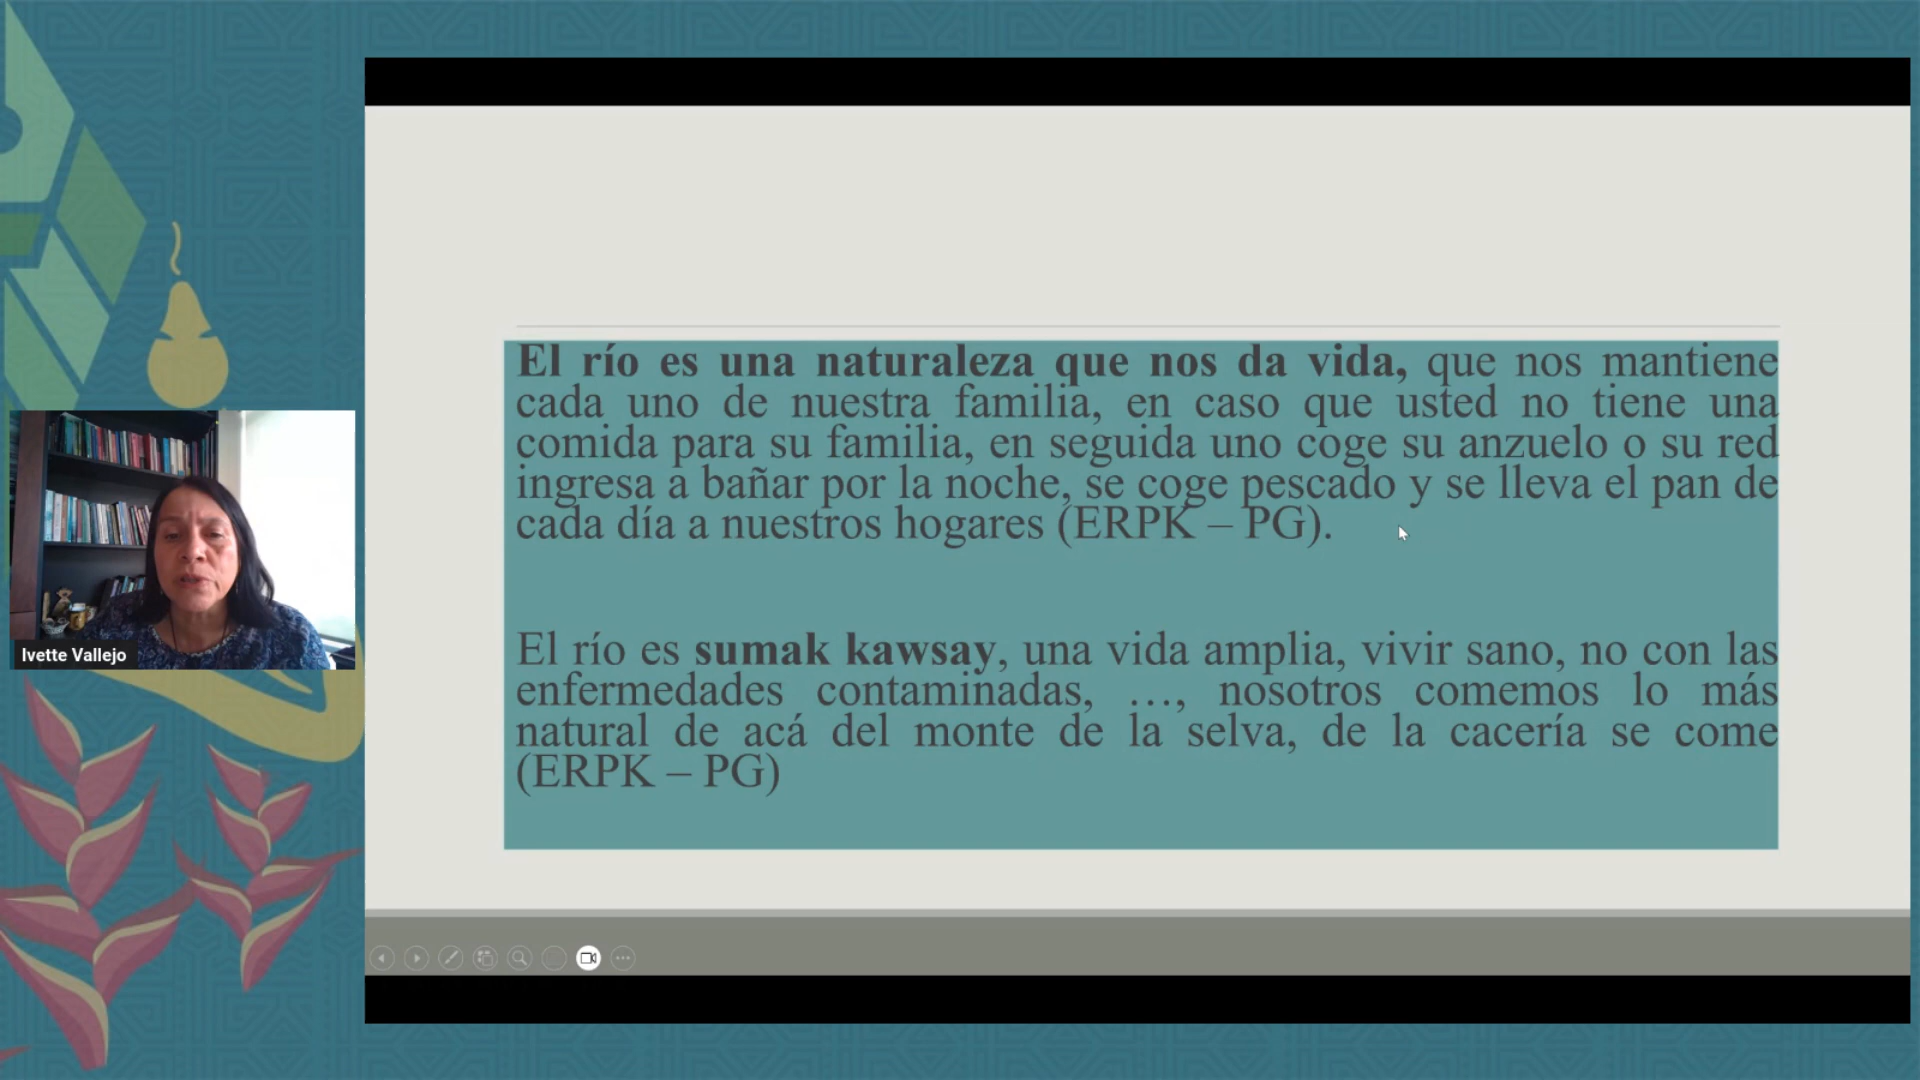 El río es una naturaleza que nos da vida, que nos mantiene
cada uno de nuestra familia, en caso que usted no tiene una
comida para su familia, en seguida uno coge su anzuelo o su red
ingresa a bañar por la noche, se coge pescado y se lleva el pan de
cada día a nuestros hogares (ERPK – PG).
El río es sumak kawsay, una vida amplia, vivir sano, no con las
enfermedades contaminadas, …, nosotros comemos lo más
natural de acá del monte de la selva, de la cacería se come
(ERPK – PG)
Ivette Vallejo